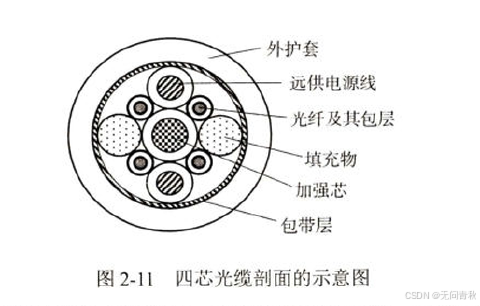 外护套
远供电源线
光纤及其包层
填充物
加强芯
包带层
图 2-11 四芯光缆剖面的示意图
CSDN @无问青秋